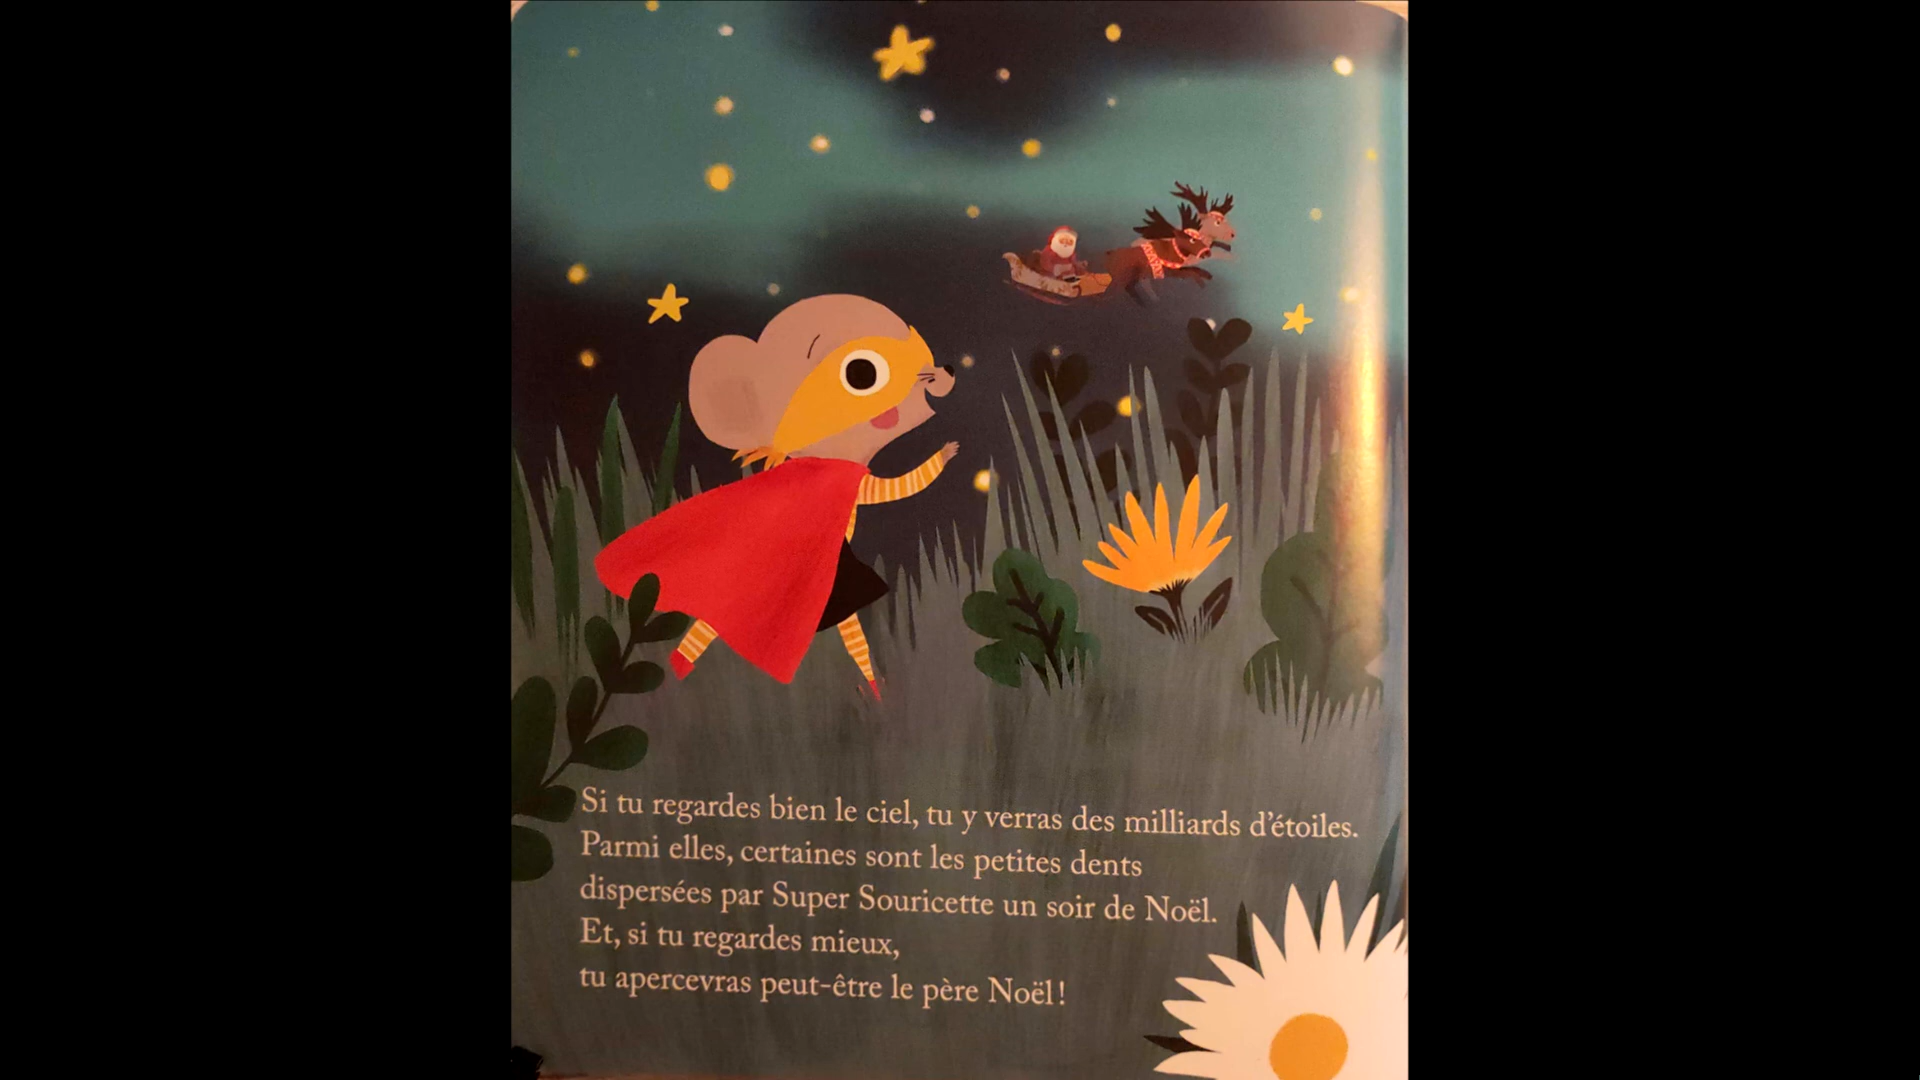 Si tu regardes bien le ciel, tu y verras des milliards d'étoiles.
Parmi elles, certaines sont les petites dents
dispersées par Super Souricette un soir de Noël.
Et, si tu regardes mieux,
tu apercevras peut-être le père Noël !